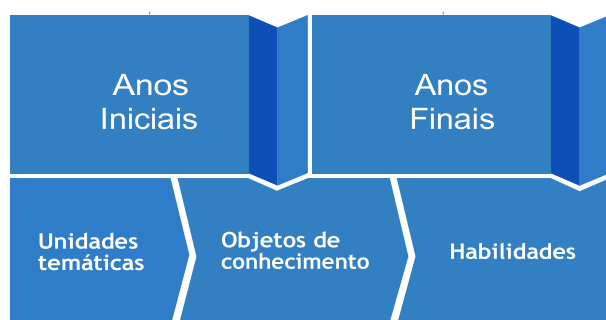 Anos
Iniciais
Anos
Finais
Unidades
temáticas
Objetos de
conhecimento
Habilidades